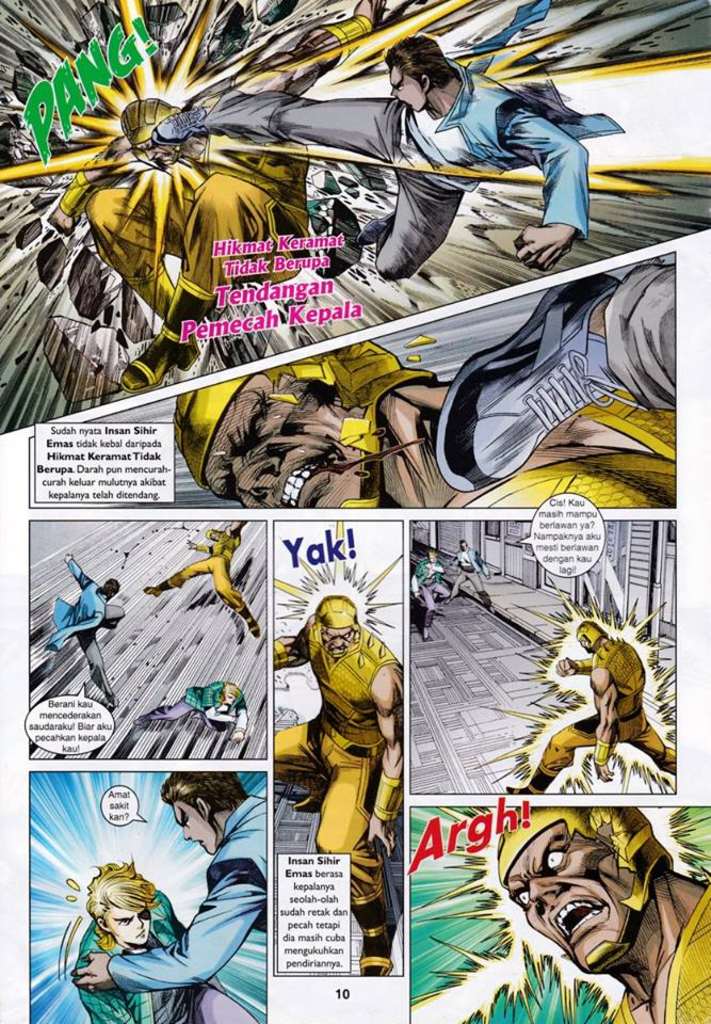 PANG!
Hikmat Keramat
Tidak Berupa
Tendangan
Pemecah Kepala
Sudah nyata Insan Sihir
Emas tidak kebal daripada
Hikmat Keramat Tidak
Berupa. Darah pun mencurah-
curah keluar mulutnya akibat
kepalanya telah ditendang.
Berani kau
mencederakan
saudaraku! Biar aku
pecahkan kepala
kau!
Yak!
Cis! Kau
masih mampu
berlawan ya?
Nampaknya aku
mesti berlawan
dengan kau
lagi!
Amat
sakit
kan?
Insan Sihir
Emas berasa
kepalanya
seolah-olah
sudah retak dan
pecah tetapi
dia masih cuba
mengukuhkan
pendiriannya.
Argh!
10